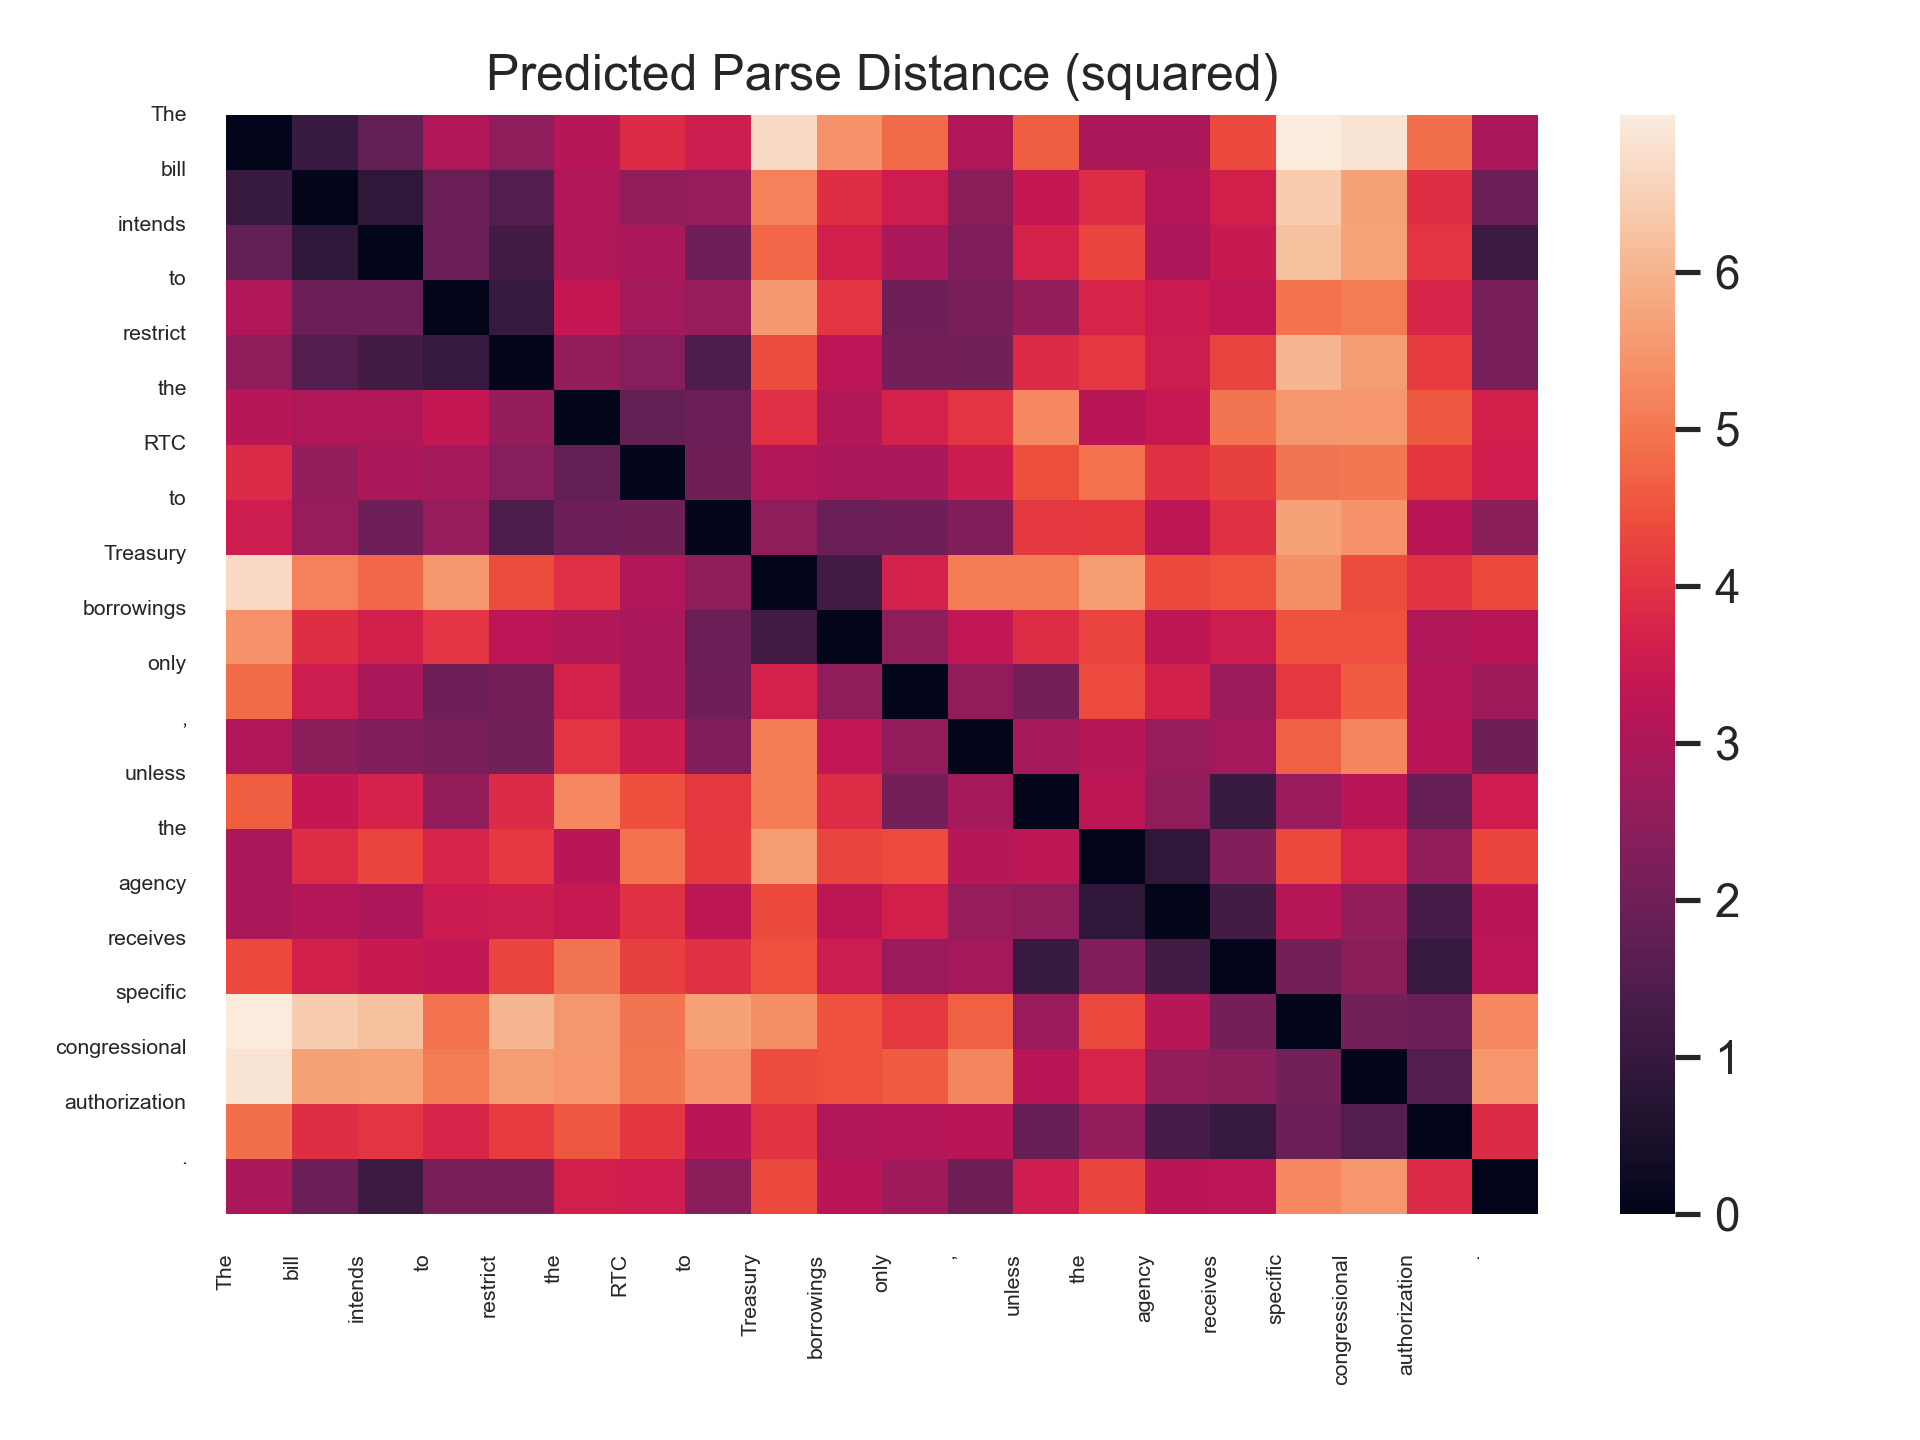 Predicted Parse Distance (squared)
The
bill
intends
to
restrict
the
RTC
to
Treasury
borrowings
only
,
unless
the
agency
receives
specific
congressional
authorization
.
6
5
4
3
2
1
0
The
bill
intends
to
restrict
the
RTC
to
Treasury
borrowings
only
,
unless
the
agency
receives
specific
congressional
authorization
.